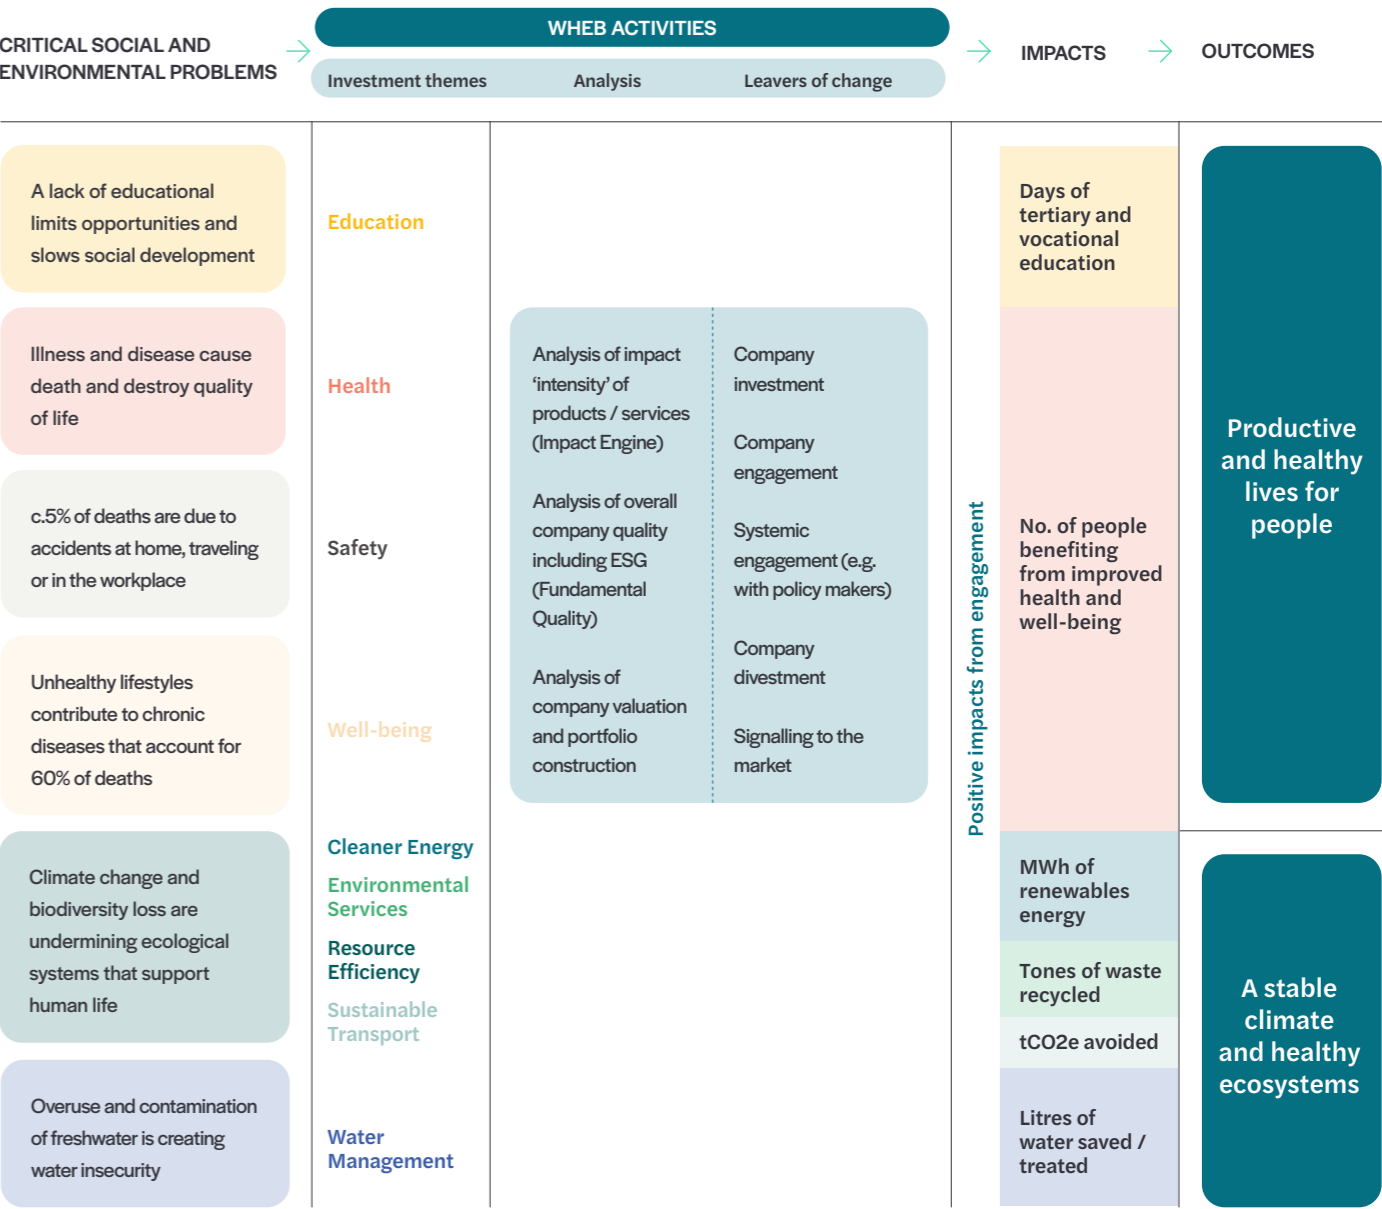 CRITICAL SOCIAL AND
ENVIRONMENTAL PROBLEMS
WHEB ACTIVITIES
Investment themes
Analysis
Leavers of change
IMPACTS
OUTCOMES
A lack of educational
limits opportunities and
slows social development
Illness and disease cause
death and destroy quality
of life
c.5% of deaths are due to
accidents at home, traveling
or in the workplace
Unhealthy lifestyles
contribute to chronic
diseases that account for
60% of deaths
Climate change and
biodiversity loss are
undermining ecological
systems that support
human life
Overuse and contamination
of freshwater is creating
water insecurity
Education
Health
Safety
Well-being
Cleaner Energy
Environmental
Services
Resource
Efficiency
Sustainable
Transport
Water
Management
Analysis of impact
‘intensity’ of
products / services
(Impact Engine)
Analysis of overall
company quality
including ESG
(Fundamental
Quality)
Analysis of
company valuation
and portfolio
construction
Company
investment
Company
engagement
Systemic
engagement (e.g.
with policy makers)
Company
divestment
Signalling to the
market
Positive impacts from engagement
Days of
tertiary and
vocational
education
No. of people
benefiting
from improved
health and
well-being
MWh of
renewables
energy
Tones of waste
recycled
tCO2e avoided
Litres of
water saved /
treated
Productive
and healthy
lives for
people
A stable
climate
and healthy
ecosystems